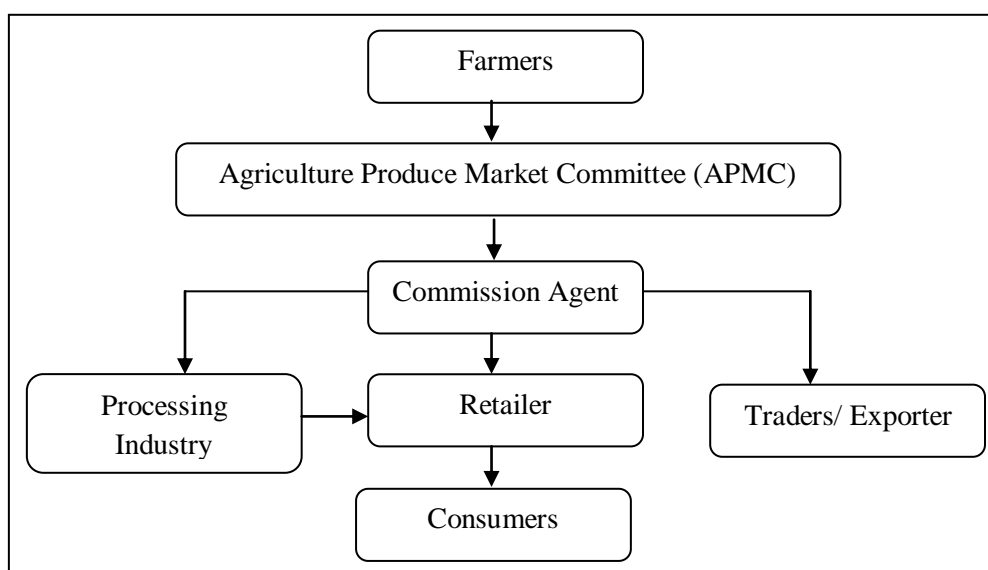 Farmers
Agriculture Produce Market Committee (APMC)
Commission Agent
Processing
Industry
Retailer
Traders/ Exporter
Consumers